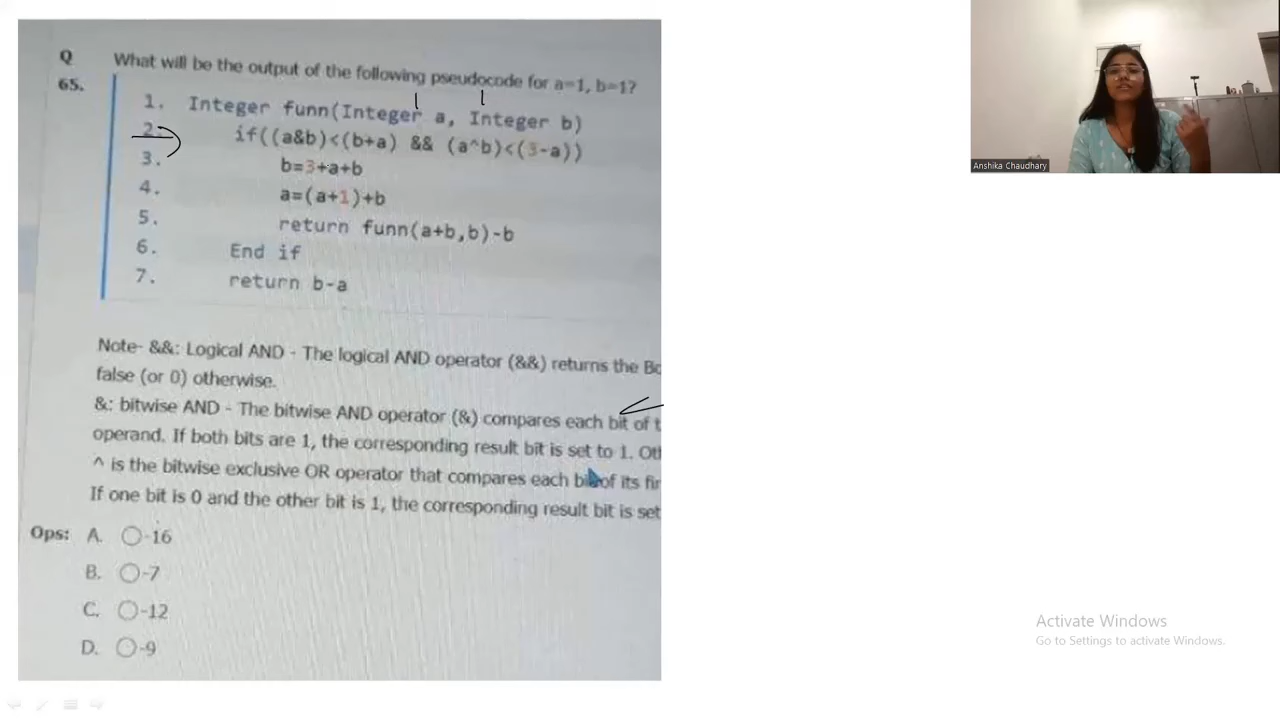 Q
65.
What will be the output of the following pseudocode for a=1, b=1?
1. Integer funn(Integer a, Integer b)
2. if((a&b)<(b+a) && (a^b)<(3-a))
3. b=3+a+b
4. a=(a+1)+b
5. return funn(a+b,b)-b
6. End if
7. return b-a
Note- &&: Logical AND - The logical AND operator (&&) returns the Bo
false (or 0) otherwise.
&: bitwise AND - The bitwise AND operator (&) compares each bit of t
operand. If both bits are 1, the corresponding result bit is set to 1. Ot
^ is the bitwise exclusive OR operator that compares each bit of its fir
If one bit is 0 and the other bit is 1, the corresponding result bit is set
Ops: A. -16
B. -7
C. -12
D. -9
Anshika Chaudhary
Activate Windows
Go to Settings to activate Windows.